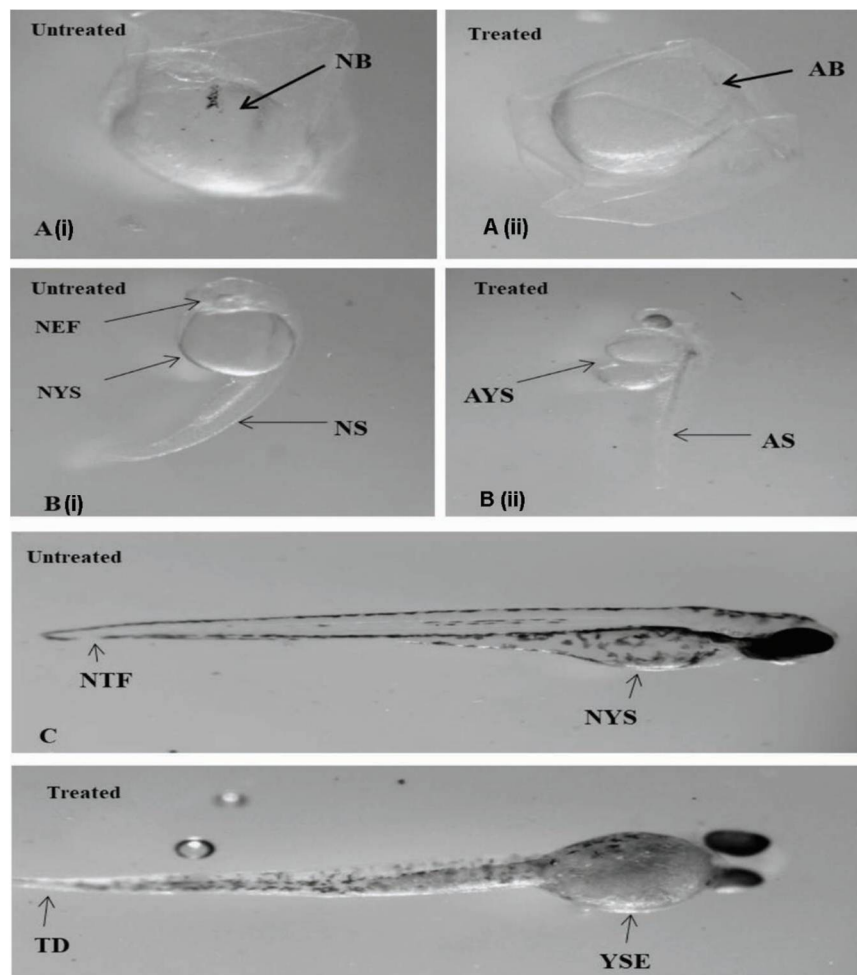 Untreated
NB
A (i)
Treated
AB
A (ii)
Untreated
NEF
NYS
NS
B (i)
Treated
AYS
AS
B (ii)
Untreated
NTF
NYS
C
Treated
TD
YSE